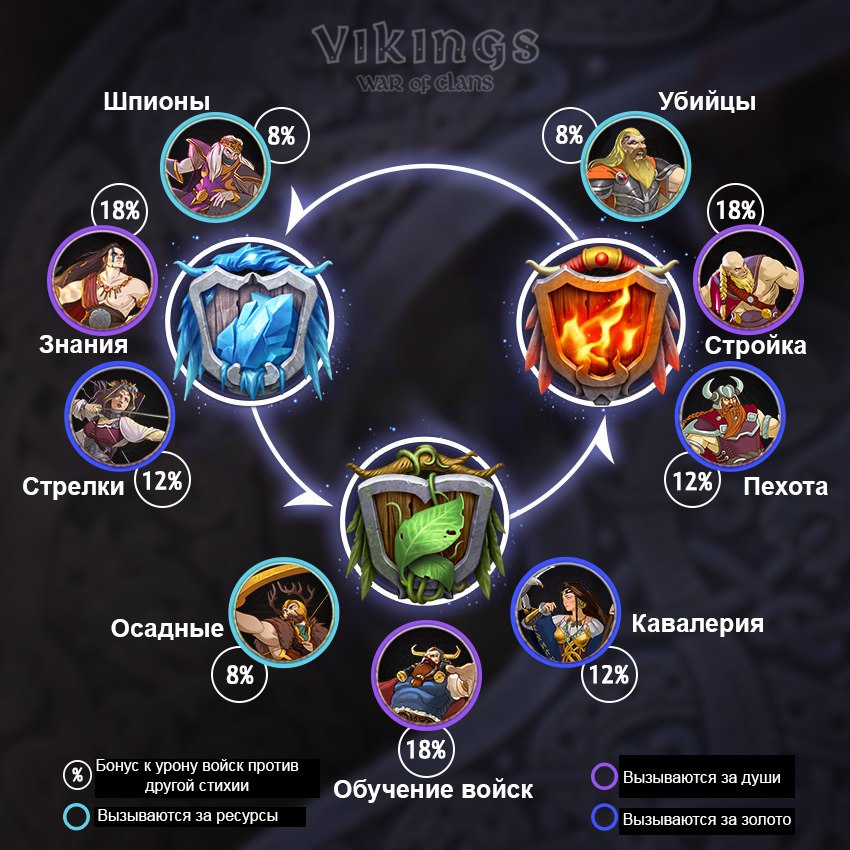 Vikings
War of Clans
Шпионы
Убийцы
8%
8%
18%
18%
Знания
Стройка
Стрелки
12%
12%
Пехота
Осадные
Кавалерия
8%
12%
18%
Обучение войск
% Бонус к урону войск против
другой стихии
Вызываются за ресурсы
Вызываются за души
Вызываются за золото